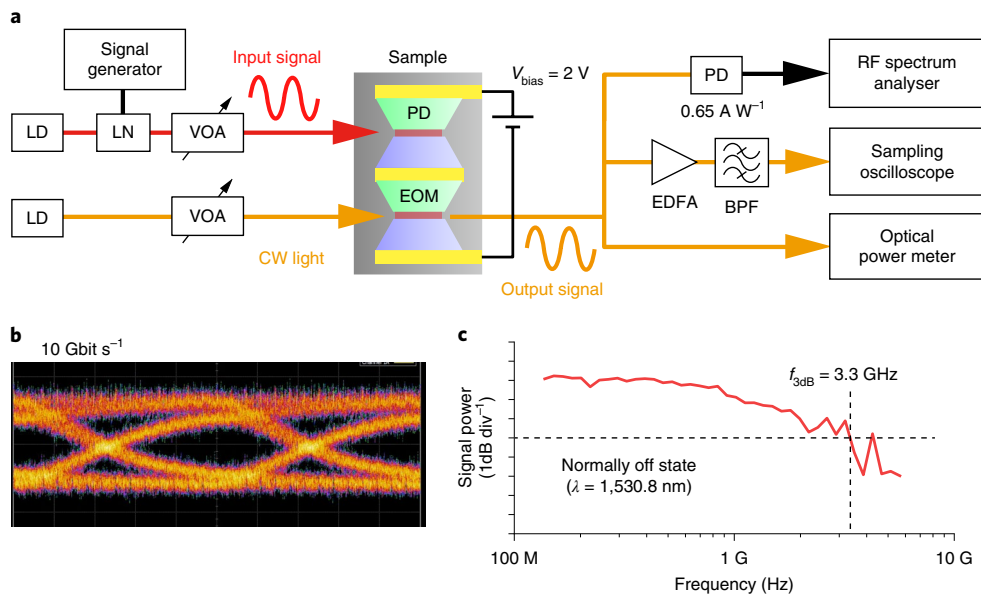 a
Signal
generator
Input signal
Sample
V_bias = 2 V
LD
LN
VOA
PD
PD
0.65 A W⁻¹
RF spectrum
analyser
EOM
EDFA
BPF
Sampling
oscilloscope
LD
VOA
CW light
Output signal
Optical
power meter
b
10 Gbit s⁻¹
c
Signal power
(1dB div⁻¹)
f_3dB = 3.3 GHz
Normally off state
(λ = 1,530.8 nm)
100 M
1 G
10 G
Frequency (Hz)